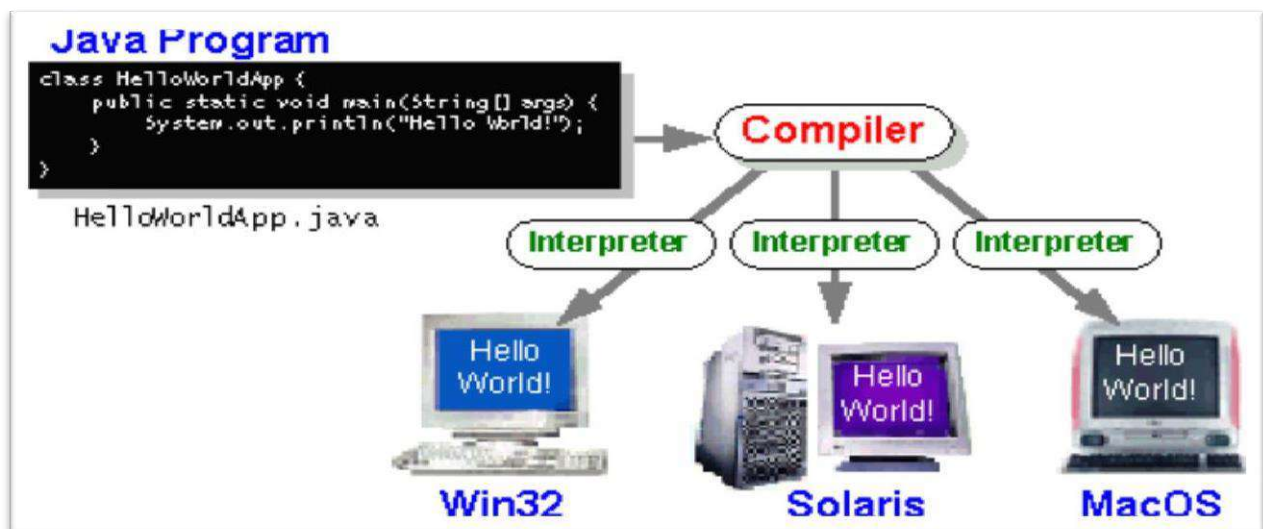 Java Program
class HelloWorldApp {
    public static void main(String[] args) {
        System.out.println("Hello World!");
    }
}
HelloWorldApp.java
Compiler
Interpreter
Interpreter
Interpreter
Hello
World!
Hello
World!
Hello
World!
Win32
Solaris
MacOS